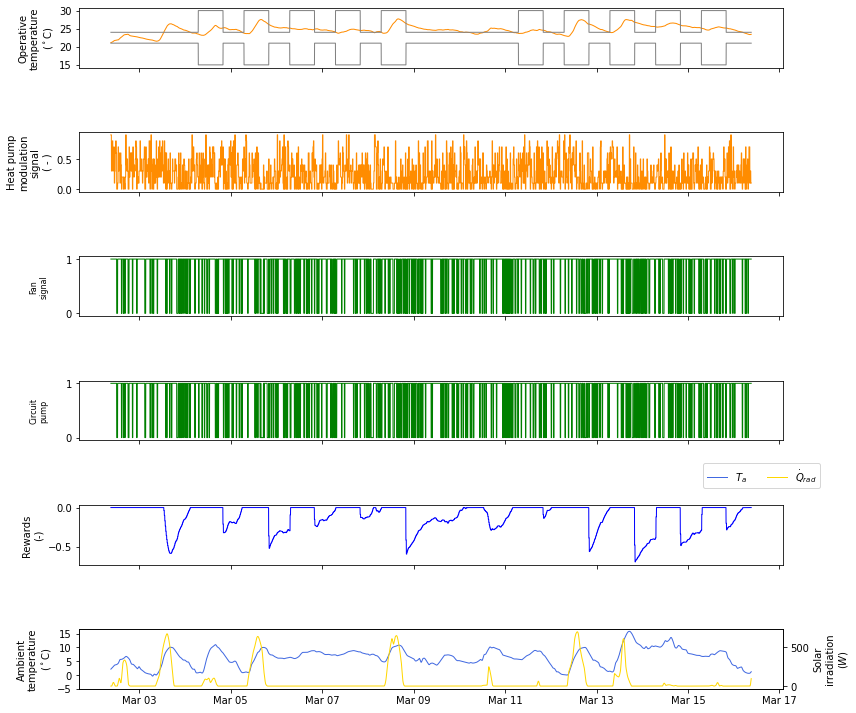 Operative
temperature
(°C)
30
25
20
15
Heat pump
modulation
signal
( - )
0.5
0.0
Fan
signal
1
0
Circuit
pump
1
0
T_a
Q̇_rad
Rewards
(-)
0.0
−0.5
Ambient
temperature
(°C)
15
10
5
0
−5
500
0
Solar
irradiation
(W)
Mar 03 Mar 05 Mar 07 Mar 09 Mar 11 Mar 13 Mar 15 Mar 17